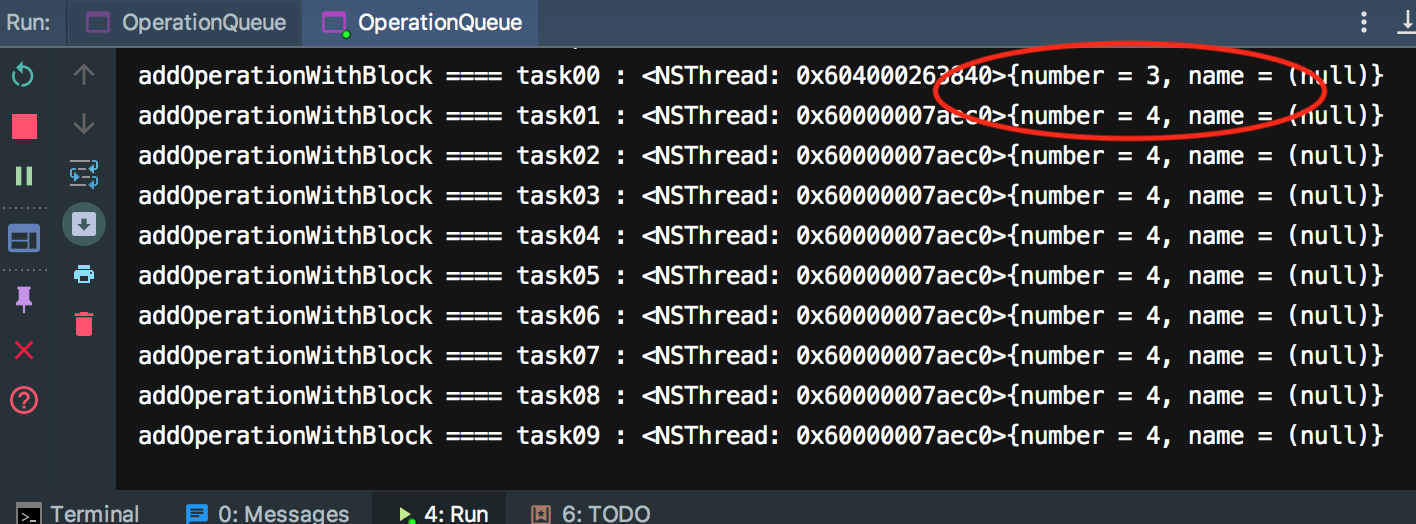 Run: OperationQueue OperationQueue
addOperationWithBlock ==== task00 : <NSThread: 0x604000263840>{number = 3, name = (null)}
addOperationWithBlock ==== task01 : <NSThread: 0x60000007aec0>{number = 4, name = (null)}
addOperationWithBlock ==== task02 : <NSThread: 0x60000007aec0>{number = 4, name = (null)}
addOperationWithBlock ==== task03 : <NSThread: 0x60000007aec0>{number = 4, name = (null)}
addOperationWithBlock ==== task04 : <NSThread: 0x60000007aec0>{number = 4, name = (null)}
addOperationWithBlock ==== task05 : <NSThread: 0x60000007aec0>{number = 4, name = (null)}
addOperationWithBlock ==== task06 : <NSThread: 0x60000007aec0>{number = 4, name = (null)}
addOperationWithBlock ==== task07 : <NSThread: 0x60000007aec0>{number = 4, name = (null)}
addOperationWithBlock ==== task08 : <NSThread: 0x60000007aec0>{number = 4, name = (null)}
addOperationWithBlock ==== task09 : <NSThread: 0x60000007aec0>{number = 4, name = (null)}
Terminal 0: Messages 4: Run 6: TODO